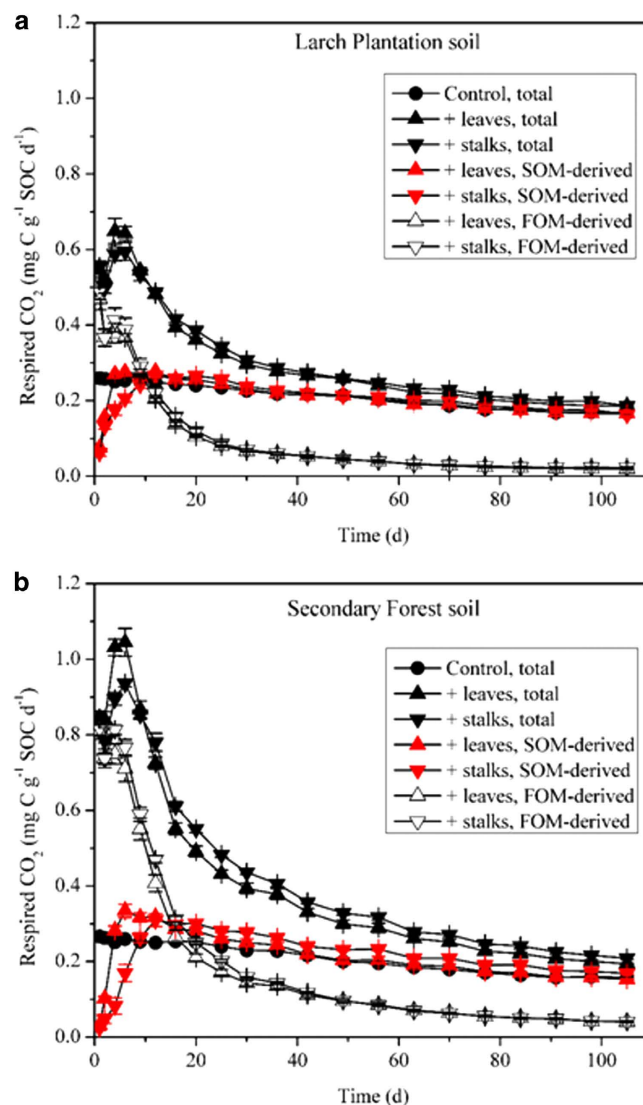 a
Larch Plantation soil
Control, total
+ leaves, total
+ stalks, total
+ leaves, SOM-derived
+ stalks, SOM-derived
+ leaves, FOM-derived
+ stalks, FOM-derived
1.2
1.0
0.8
0.6
0.4
0.2
0.0
Respired CO₂ (mg C g⁻¹ SOC d⁻¹)
0 20 40 60 80 100
Time (d)
b
Secondary Forest soil
Control, total
+ leaves, total
+ stalks, total
+ leaves, SOM-derived
+ stalks, SOM-derived
+ leaves, FOM-derived
+ stalks, FOM-derived
1.2
1.0
0.8
0.6
0.4
0.2
0.0
Respired CO₂ (mg C g⁻¹ SOC d⁻¹)
0 20 40 60 80 100
Time (d)